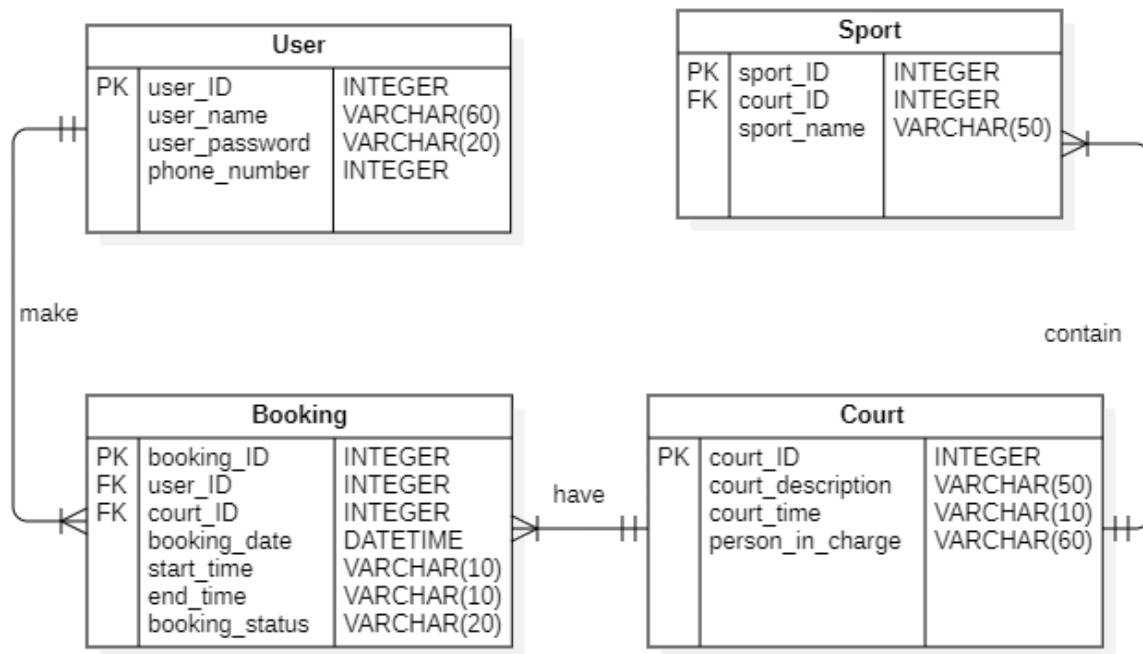 User
PK user_ID INTEGER
user_name VARCHAR(60)
user_password VARCHAR(20)
phone_number INTEGER
Sport
PK sport_ID INTEGER
FK court_ID INTEGER
sport_name VARCHAR(50)
make
contain
Booking
PK booking_ID INTEGER
FK user_ID INTEGER
FK court_ID INTEGER
booking_date DATETIME
start_time VARCHAR(10)
end_time VARCHAR(10)
booking_status VARCHAR(20)
have
Court
PK court_ID INTEGER
court_description VARCHAR(50)
court_time VARCHAR(10)
person_in_charge VARCHAR(60)